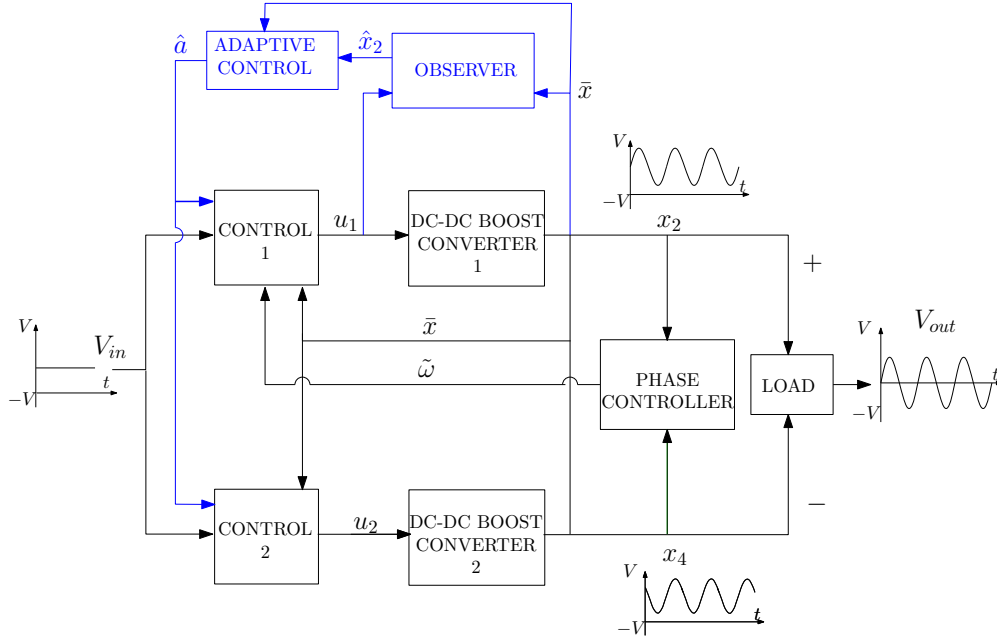 â
ADAPTIVE
CONTROL
x̂₂
OBSERVER
x̄
V
t
−V
CONTROL
1
u₁
DC-DC BOOST
CONVERTER
1
x₂
+
V
−V
t
V_in
x̄
ω̃
PHASE
CONTROLLER
LOAD
V_out
V
−V
t
CONTROL
2
u₂
DC-DC BOOST
CONVERTER
2
x₄
−
V
t